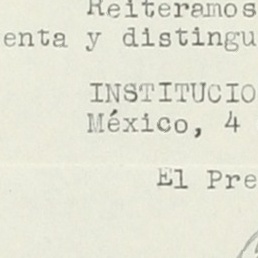 Reiteramos
enta y distingu
INSTITUCIO
México, 4
El Pre